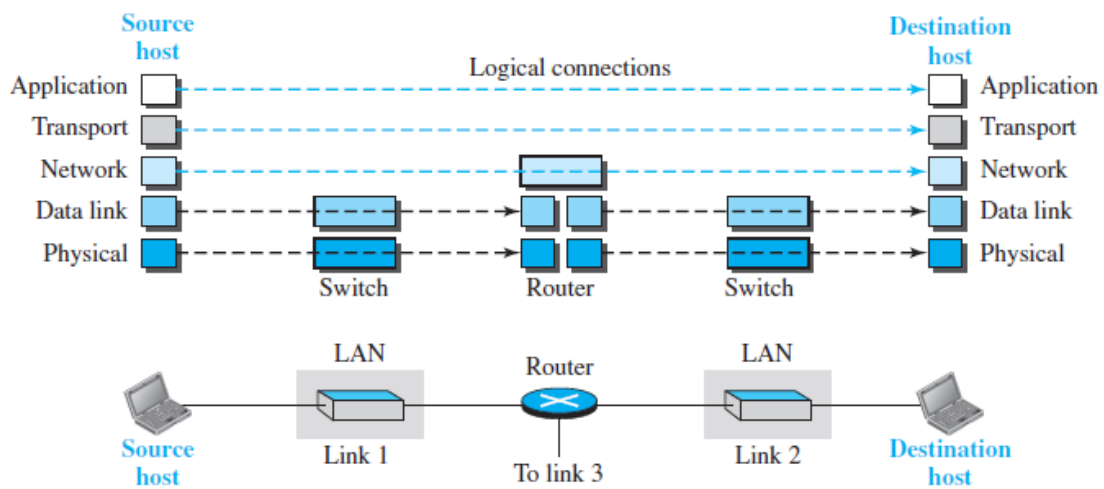 Source
host
Destination
host
Logical connections
Application
Application
Transport
Transport
Network
Network
Data link
Data link
Physical
Physical
Switch
Router
Switch
LAN
Router
LAN
Source
host
Link 1
To link 3
Link 2
Destination
host